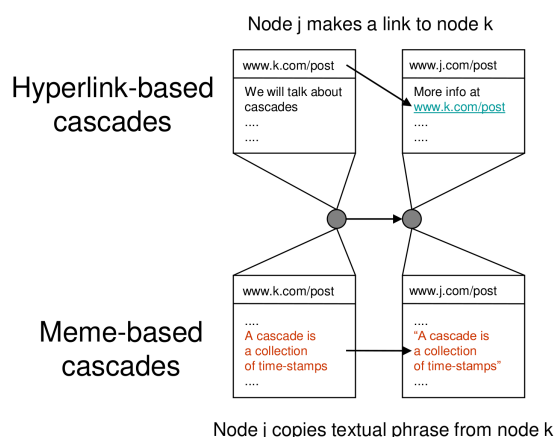 Node j makes a link to node k
Hyperlink-based
cascades
www.k.com/post
We will talk about
cascades
....
....
www.j.com/post
More info at
www.k.com/post
....
....
Meme-based
cascades
www.k.com/post
....
A cascade is
a collection
of time-stamps
....
www.j.com/post
....
“A cascade is
a collection
of time-stamps”
....
Node j copies textual phrase from node k